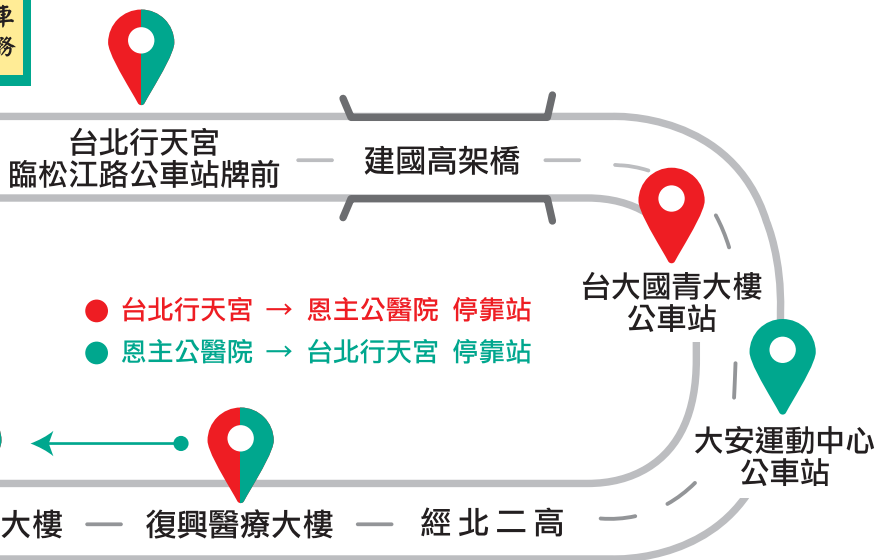 車
務
台北行天宮
臨松江路公車站牌前
建國高架橋
台大國青大樓
公車站
台北行天宮 → 恩主公醫院 停靠站
恩主公醫院 → 台北行天宮 停靠站
大安運動中心
公車站
大樓
復興醫療大樓
經北二高